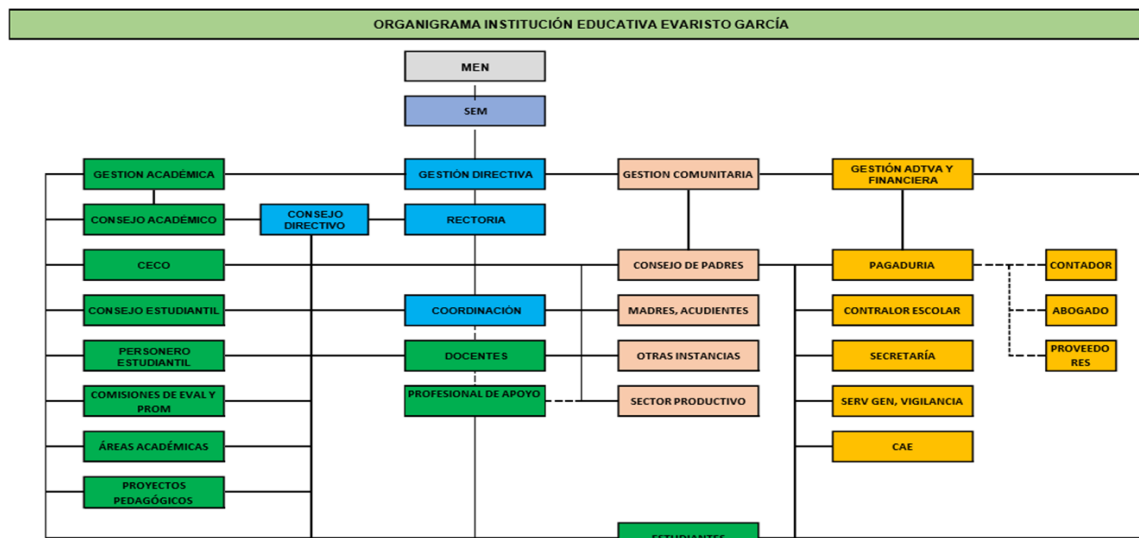 ORGANIGRAMA INSTITUCIÓN EDUCATIVA EVARISTO GARCÍA
MEN
SEM
GESTION ACADÉMICA
GESTIÓN DIRECTIVA
GESTION COMUNITARIA
GESTIÓN ADTVA Y
FINANCIERA
CONSEJO ACADÉMICO
CONSEJO
DIRECTIVO
RECTORIA
CECO
CONSEJO DE PADRES
PAGADURIA
CONTADOR
CONSEJO ESTUDIANTIL
COORDINACIÓN
MADRES, ACUDIENTES
CONTRALOR ESCOLAR
ABOGADO
PERSONERO
ESTUDIANTIL
DOCENTES
OTRAS INSTANCIAS
SECRETARÍA
PROVEEDO
RES
COMISIONES DE EVAL Y
PROM
PROFESIONAL DE APOYO
SECTOR PRODUCTIVO
SERV GEN, VIGILANCIA
ÁREAS ACADÉMICAS
CAE
PROYECTOS
PEDAGÓGICOS
ESTUDIANTES